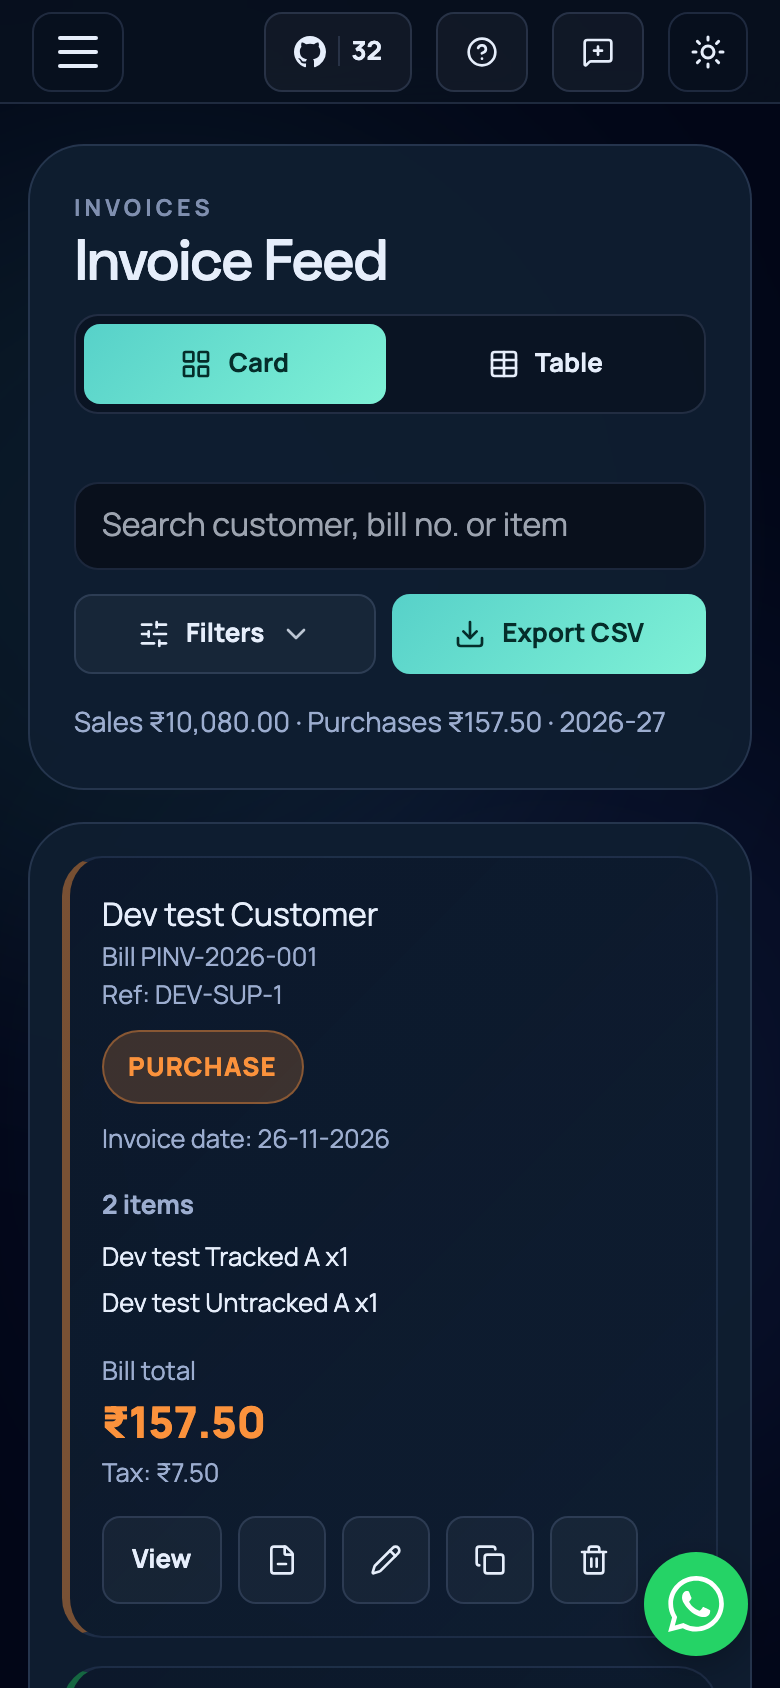 32
INVOICES
Invoice Feed
Card
Table
Search customer, bill no. or item
Filters
Export CSV
Sales ₹10,080.00 · Purchases ₹157.50 · 2026-27
Dev test Customer
Bill PINV-2026-001
Ref: DEV-SUP-1
PURCHASE
Invoice date: 26-11-2026
2 items
Dev test Tracked A x1
Dev test Untracked A x1
Bill total
₹157.50
Tax: ₹7.50
View